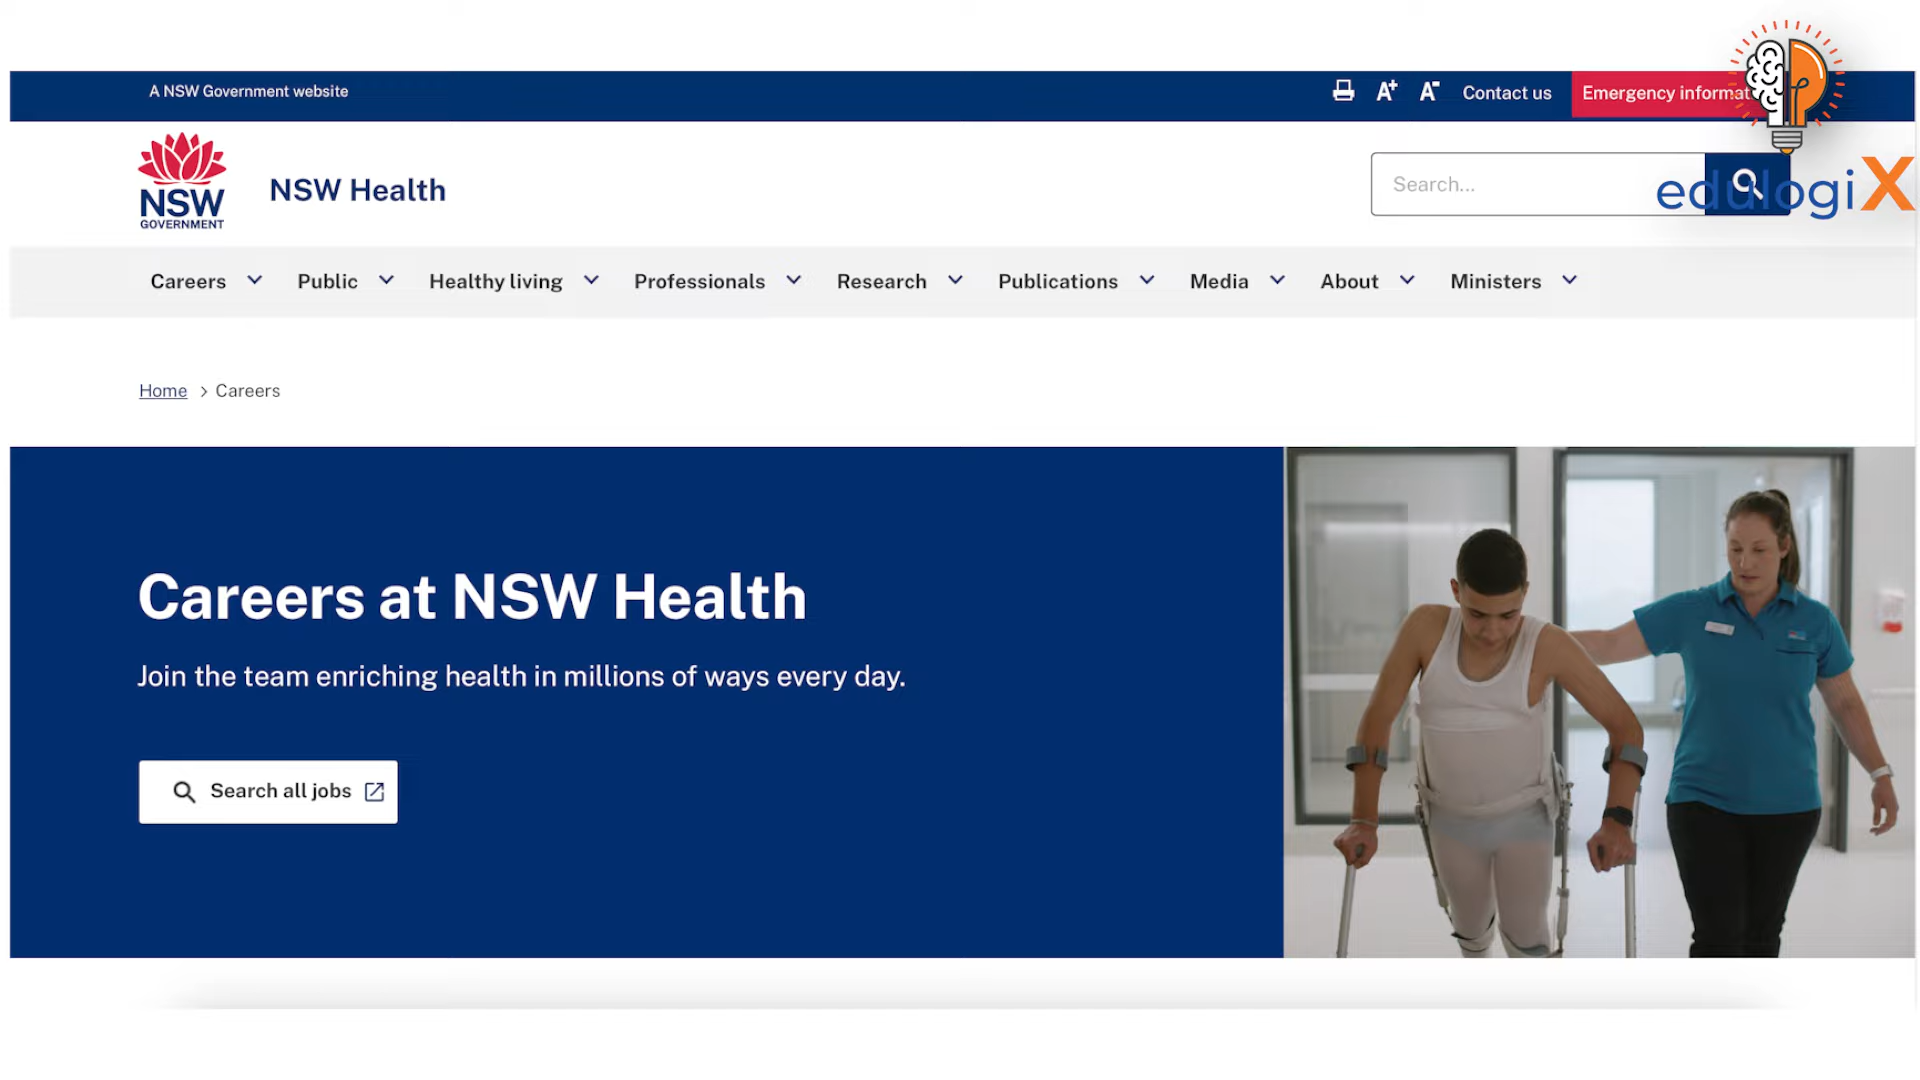 A NSW Government website
A+ A- Contact us Emergency informat
NSW
GOVERNMENT
NSW Health
Search...
edulogiX
Careers Public Healthy living Professionals Research Publications Media About Ministers
Home > Careers
Careers at NSW Health
Join the team enriching health in millions of ways every day.
Search all jobs